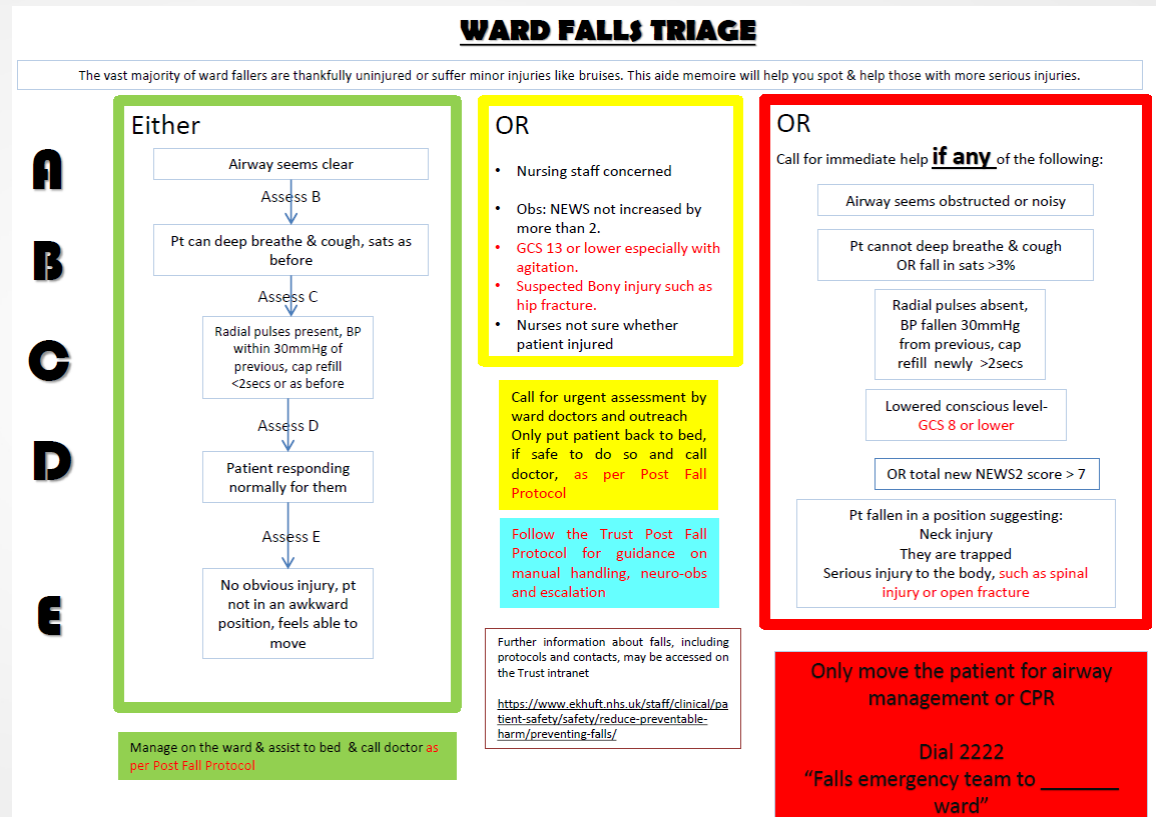 WARD FALLS TRIAGE
The vast majority of ward fallers are thankfully uninjured or suffer minor injuries like bruises. This aide memoire will help you spot & help those with more serious injuries.
A
B
C
D
E
Either
Airway seems clear
Assess B
Pt can deep breathe & cough, sats as
before
Assess C
Radial pulses present, BP
within 30mmHg of
previous, cap refill
<2secs or as before
Assess D
Patient responding
normally for them
Assess E
No obvious injury, pt
not in an awkward
position, feels able to
move
Manage on the ward & assist to bed & call doctor as
per Post Fall Protocol
OR
• Nursing staff concerned
• Obs: NEWS not increased by
more than 2.
• GCS 13 or lower especially with
agitation.
• Suspected Bony injury such as
hip fracture.
• Nurses not sure whether
patient injured
Call for urgent assessment by
ward doctors and outreach
Only put patient back to bed,
if safe to do so and call
doctor, as per Post Fall
Protocol
Follow the Trust Post Fall
Protocol for guidance on
manual handling, neuro-obs
and escalation
Further information about falls, including
protocols and contacts, may be accessed on
the Trust intranet
https://www.ekhuft.nhs.uk/staff/clinical/pa
tient-safety/safety/reduce-preventable-
harm/preventing-falls/
OR
Call for immediate help if any of the following:
Airway seems obstructed or noisy
Pt cannot deep breathe & cough
OR fall in sats >3%
Radial pulses absent,
BP fallen 30mmHg
from previous, cap
refill newly >2secs
Lowered conscious level-
GCS 8 or lower
OR total new NEWS2 score > 7
Pt fallen in a position suggesting:
Neck injury
They are trapped
Serious injury to the body, such as spinal
injury or open fracture
Only move the patient for airway
management or CPR
Dial 2222
“Falls emergency team to _______
ward”